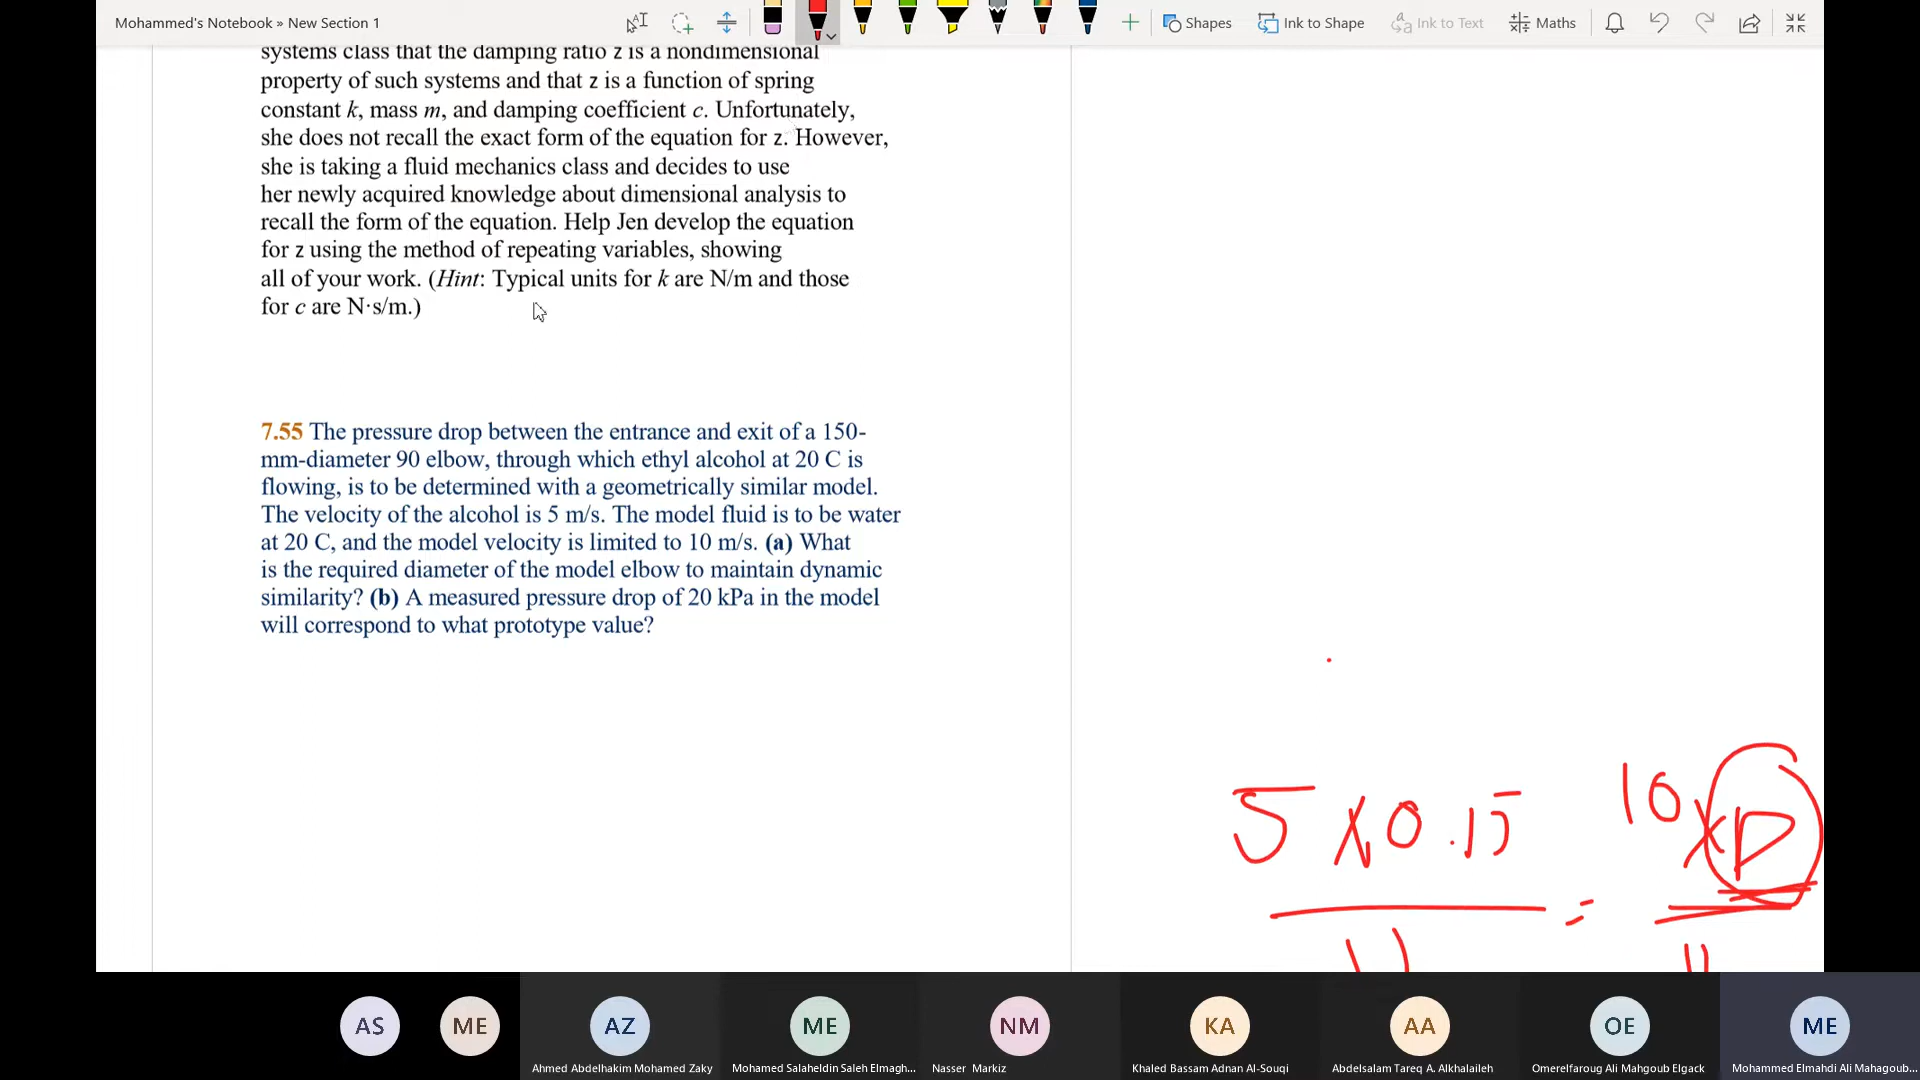 Mohammed's Notebook » New Section 1
Shapes
Ink to Shape
Ink to Text
Maths
systems class that the damping ratio z is a nondimensional
property of such systems and that z is a function of spring
constant k, mass m, and damping coefficient c. Unfortunately,
she does not recall the exact form of the equation for z. However,
she is taking a fluid mechanics class and decides to use
her newly acquired knowledge about dimensional analysis to
recall the form of the equation. Help Jen develop the equation
for z using the method of repeating variables, showing
all of your work. (Hint: Typical units for k are N/m and those
for c are N·s/m.)
7.55 The pressure drop between the entrance and exit of a 150-
mm-diameter 90 elbow, through which ethyl alcohol at 20 C is
flowing, is to be determined with a geometrically similar model.
The velocity of the alcohol is 5 m/s. The model fluid is to be water
at 20 C, and the model velocity is limited to 10 m/s. (a) What
is the required diameter of the model elbow to maintain dynamic
similarity? (b) A measured pressure drop of 20 kPa in the model
will correspond to what prototype value?
5 x 0.15 = 10 x D
AS
ME
AZ
ME
NM
KA
AA
OE
ME
Ahmed Abdelhakim Mohamed Zaky
Mohamed Salaheldin Saleh Elmagh...
Nasser Markiz
Khaled Bassam Adnan Al-Souqi
Abdelsalam Tareq A. Alkhalaileh
Omerelfaroug Ali Mahgoub Elgack
Mohammed Elmahdi Ali Mahagoub...